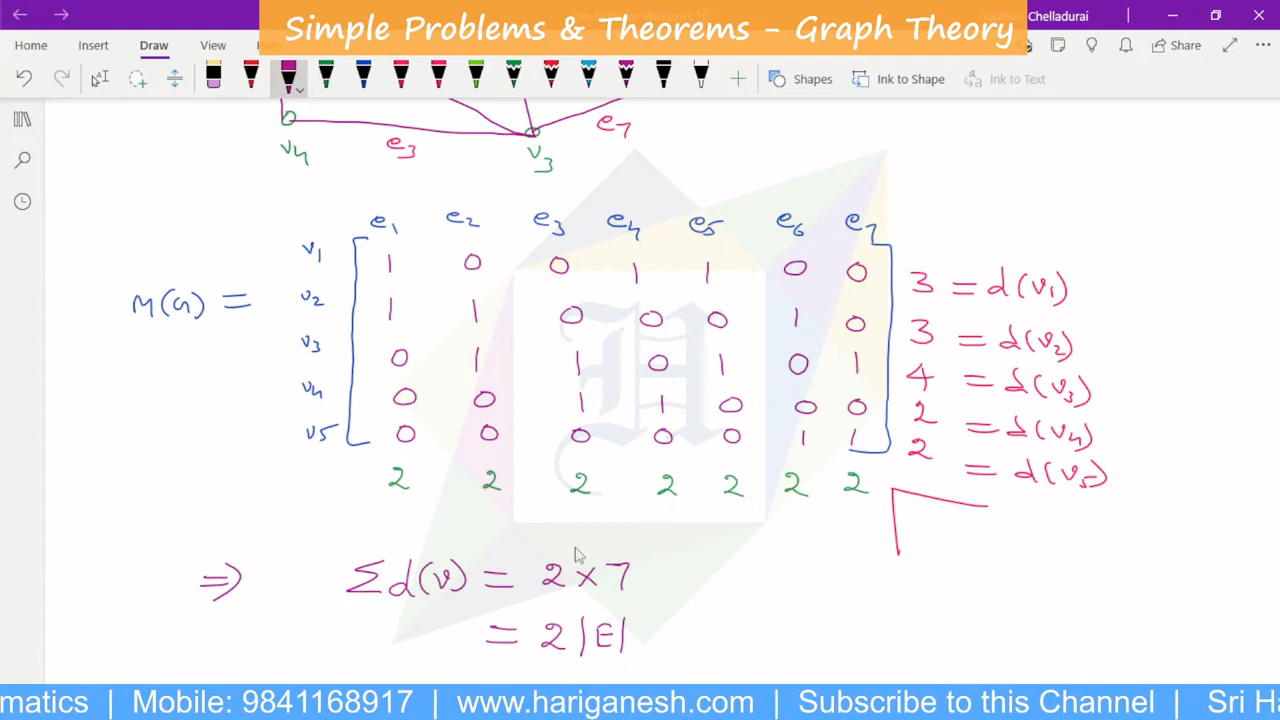 Simple Problems & Theorems - Graph Theory
Chelladurai
Home Insert Draw View Share
Shapes Ink to Shape Ink to Text
e7
v4 e3 v3
e1 e2 e3 e4 e5 e6 e7
v1 1 0 0 1 1 0 0 3 = d(v1)
M(G) = v2 1 1 0 0 0 1 0 3 = d(v2)
v3 0 1 1 0 1 0 1 4 = d(v3)
v4 0 0 1 1 0 0 0 2 = d(v4)
v5 0 0 0 0 0 1 1 2 = d(v5)
2 2 2 2 2 2 2
⇒ Σd(v) = 2×7
= 2|E|
matics | Mobile: 9841168917 | www.hariganesh.com | Subscribe to this Channel | Sri Ha